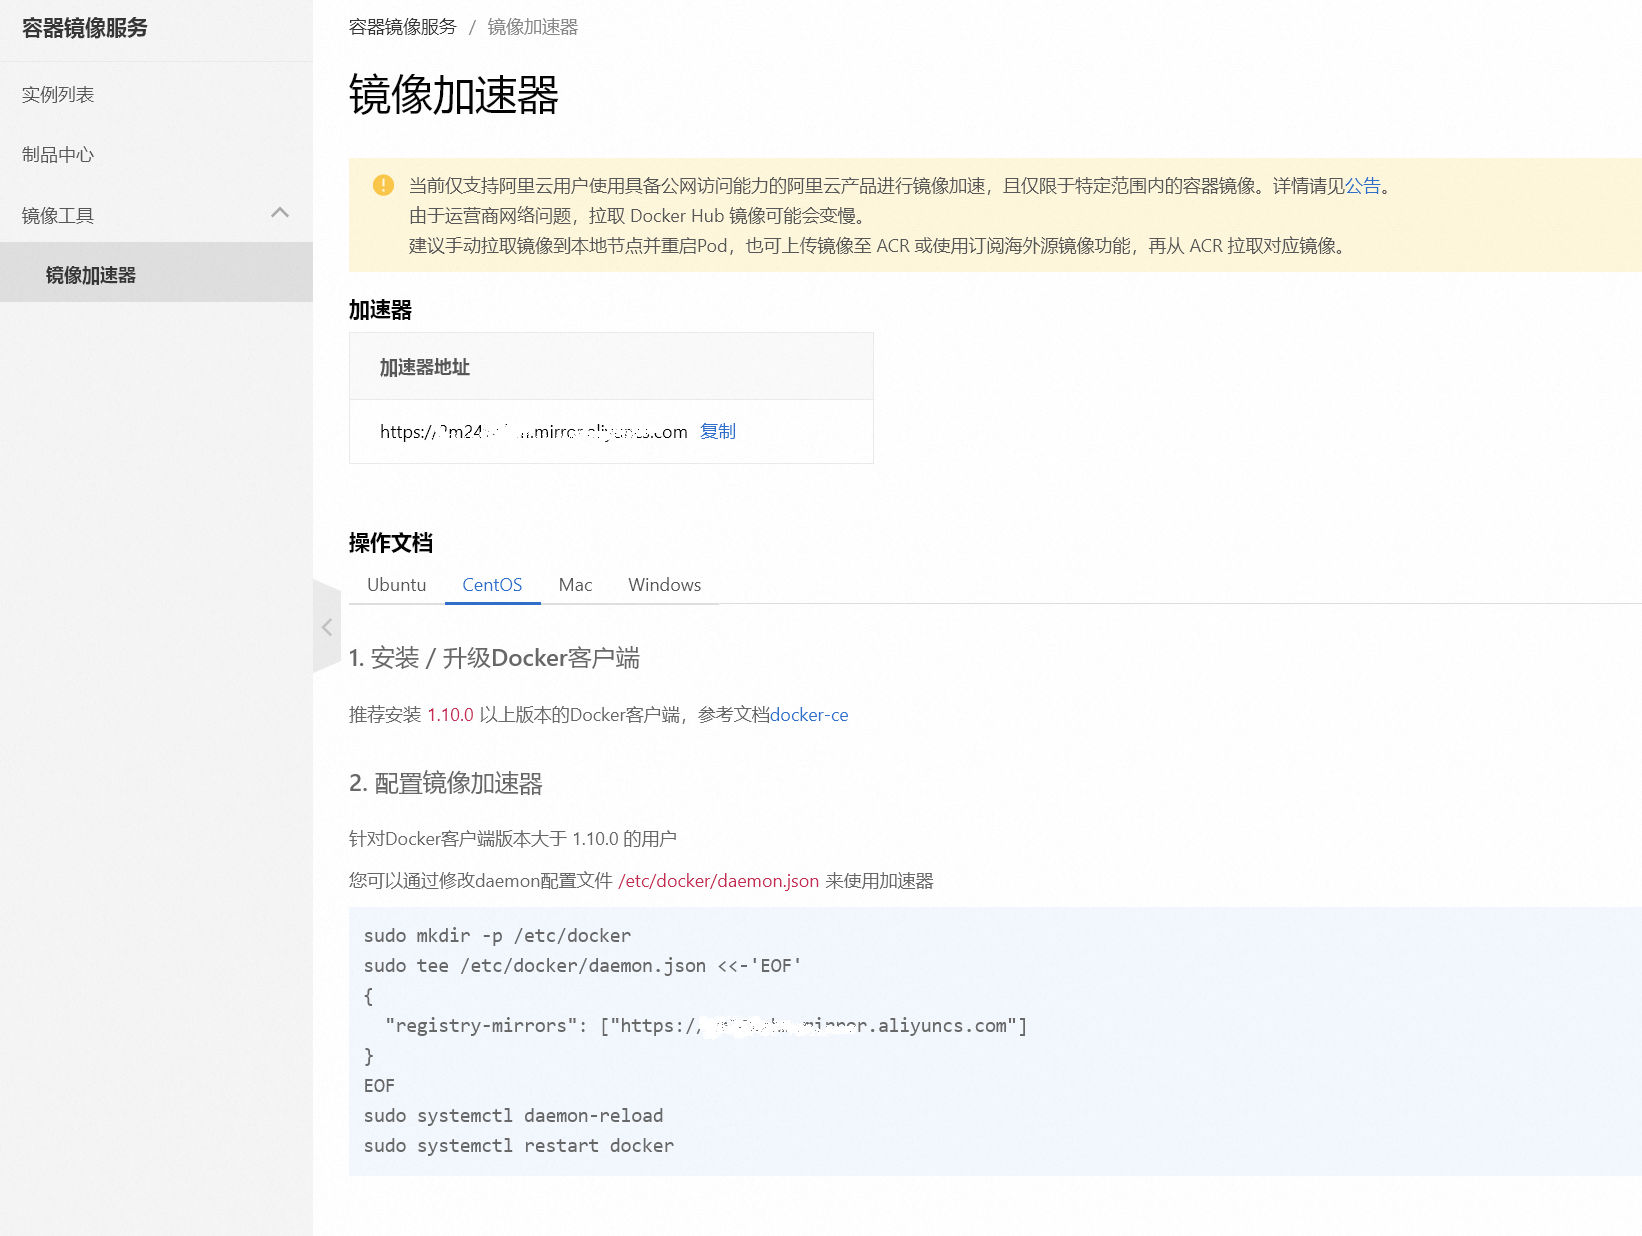 容器镜像服务
实例列表
制品中心
镜像工具
镜像加速器
容器镜像服务 / 镜像加速器
镜像加速器
当前仅支持阿里云用户使用具备公网访问能力的阿里云产品进行镜像加速，且仅限于特定范围内的容器镜像。详情请见公告。
由于运营商网络问题，拉取 Docker Hub 镜像可能会变慢。
建议手动拉取镜像到本地节点并重启Pod，也可上传镜像至 ACR 或使用订阅海外源镜像功能，再从 ACR 拉取对应镜像。
加速器
加速器地址
https:// .mirror.aliyuncs.com 复制
操作文档
Ubuntu CentOS Mac Windows
1. 安装 / 升级Docker客户端
推荐安装 1.10.0 以上版本的Docker客户端，参考文档docker-ce
2. 配置镜像加速器
针对Docker客户端版本大于 1.10.0 的用户
您可以通过修改daemon配置文件 /etc/docker/daemon.json 来使用加速器
sudo mkdir -p /etc/docker
sudo tee /etc/docker/daemon.json <<-'EOF'
{
"registry-mirrors": ["https:// mirror.aliyuncs.com"]
}
EOF
sudo systemctl daemon-reload
sudo systemctl restart docker